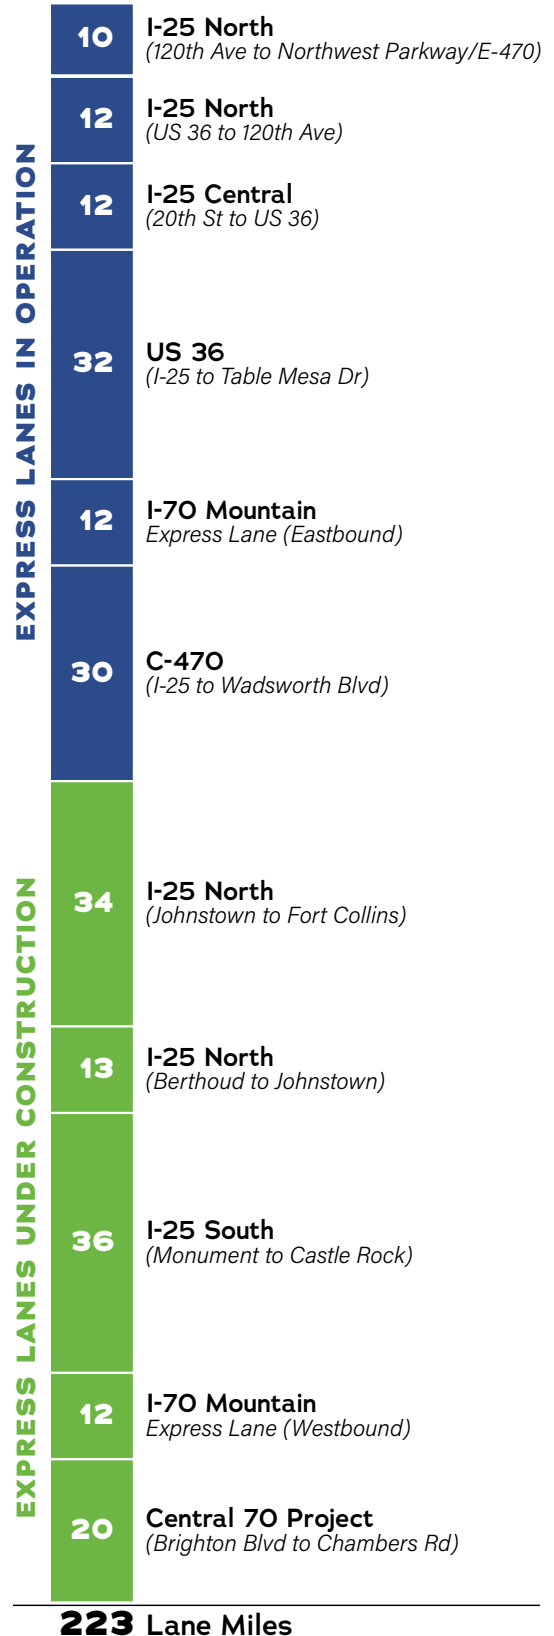 EXPRESS LANES IN OPERATION
10 I-25 North
(120th Ave to Northwest Parkway/E-470)
12 I-25 North
(US 36 to 120th Ave)
12 I-25 Central
(20th St to US 36)
32 US 36
(I-25 to Table Mesa Dr)
12 I-70 Mountain
Express Lane (Eastbound)
30 C-470
(I-25 to Wadsworth Blvd)
EXPRESS LANES UNDER CONSTRUCTION
34 I-25 North
(Johnstown to Fort Collins)
13 I-25 North
(Berthoud to Johnstown)
36 I-25 South
(Monument to Castle Rock)
12 I-70 Mountain
Express Lane (Westbound)
20 Central 70 Project
(Brighton Blvd to Chambers Rd)
223 Lane Miles